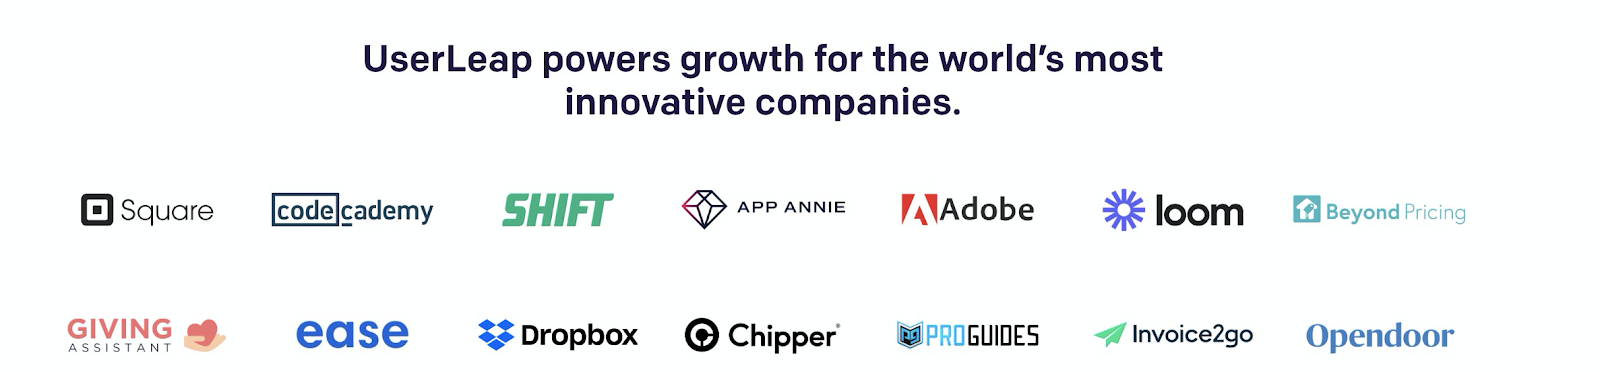 UserLeap powers growth for the world's most
innovative companies.
Square codecademy SHIFT APP ANNIE Adobe loom Beyond Pricing
GIVING ASSISTANT ease Dropbox Chipper PROGUIDES Invoice2go Opendoor